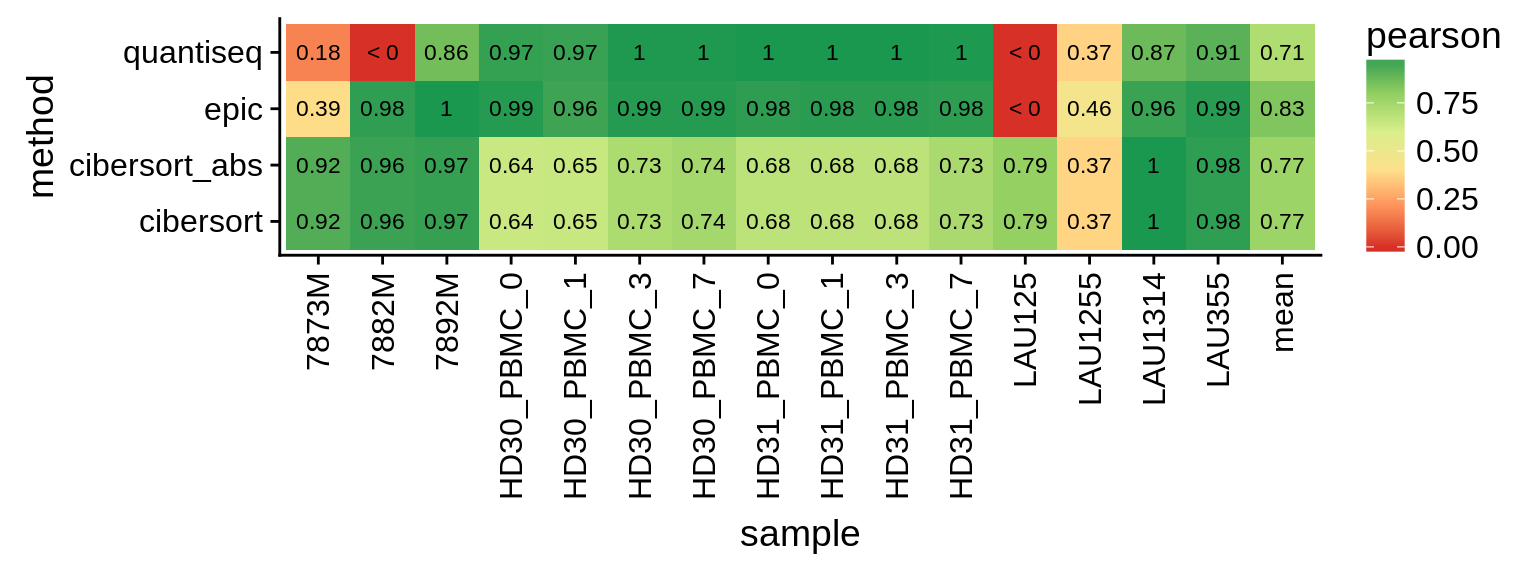 pearson
quantiseq 0.18 < 0 0.86 0.97 0.97 1 1 1 1 1 1 < 0 0.37 0.87 0.91 0.71
epic 0.39 0.98 1 0.99 0.96 0.99 0.99 0.98 0.98 0.98 0.98 < 0 0.46 0.96 0.99 0.83
cibersort_abs 0.92 0.96 0.97 0.64 0.65 0.73 0.74 0.68 0.68 0.68 0.73 0.79 0.37 1 0.98 0.77
cibersort 0.92 0.96 0.97 0.64 0.65 0.73 0.74 0.68 0.68 0.68 0.73 0.79 0.37 1 0.98 0.77
method
0.75
0.50
0.25
0.00
7873M
7882M
7892M
HD30_PBMC_0
HD30_PBMC_1
HD30_PBMC_3
HD30_PBMC_7
HD31_PBMC_0
HD31_PBMC_1
HD31_PBMC_3
HD31_PBMC_7
LAU125
LAU1255
LAU1314
LAU355
mean
sample